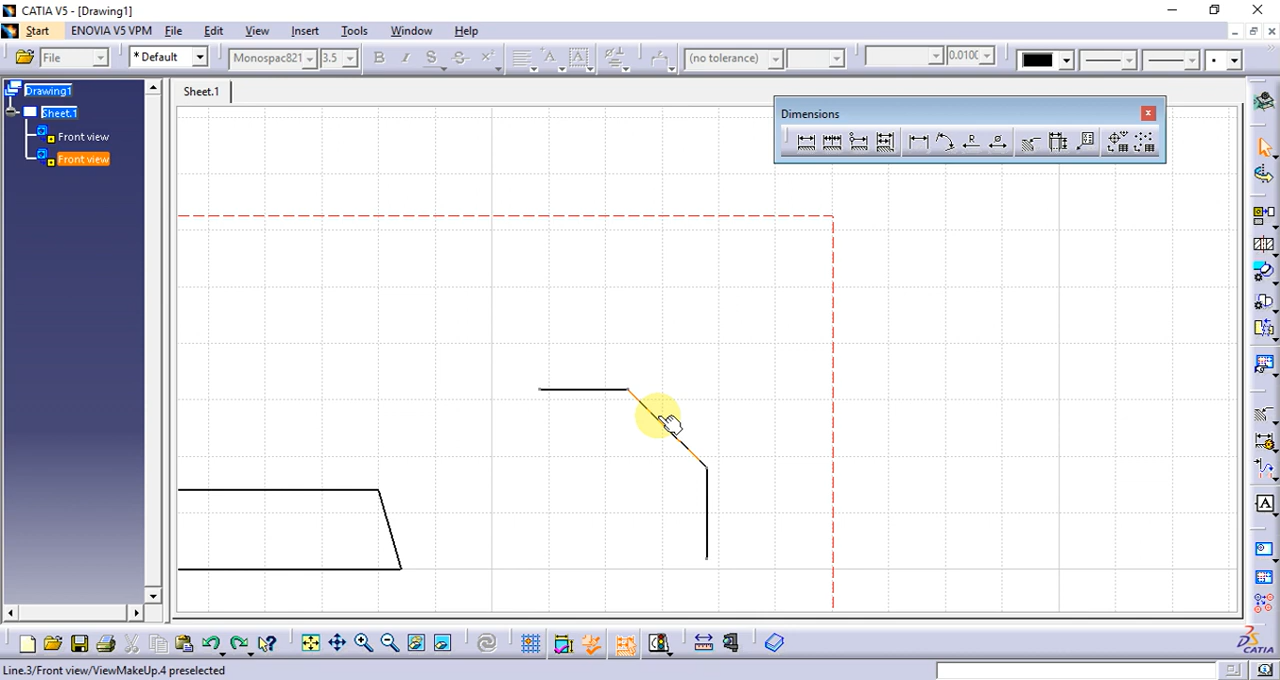 CATIA V5 - [Drawing1]
Start ENOVIA V5 VPM File Edit View Insert Tools Window Help
File * Default Monospac821 3.5 B I S S (no tolerance) 0.010
Drawing1
Sheet.1
Front view
Front view
Sheet.1
Dimensions
R
A
CATIA
Line.3/Front view/ViewMakeUp.4 preselected